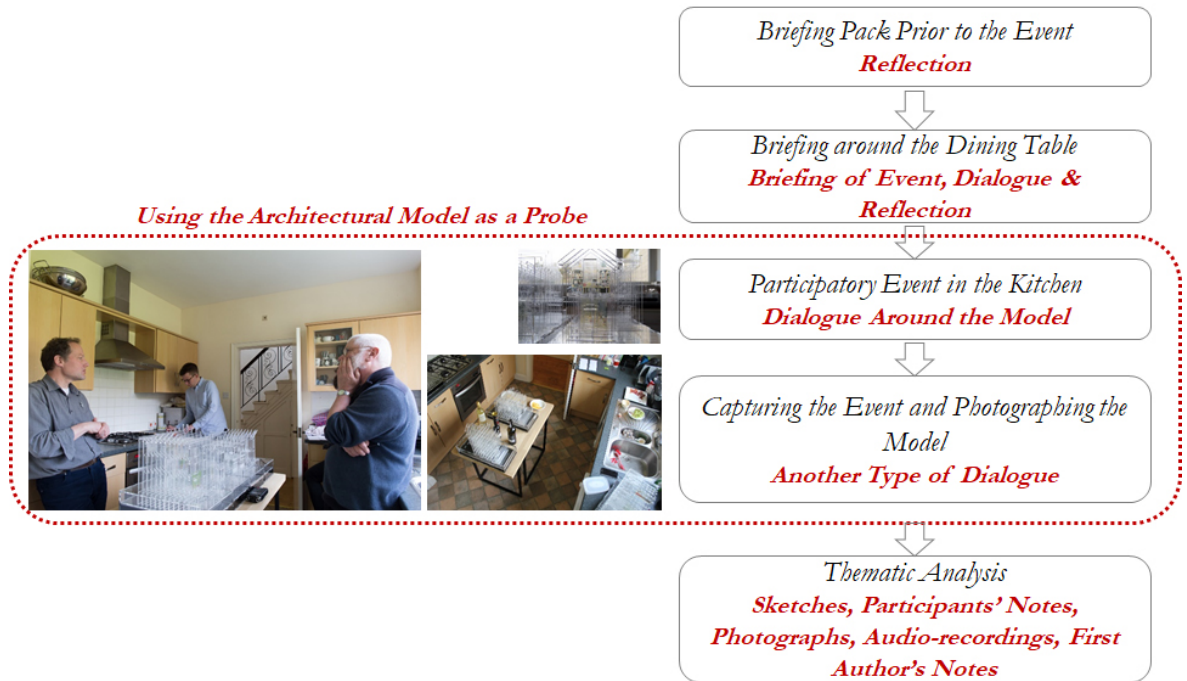 Briefing Pack Prior to the Event
Reflection
Briefing around the Dining Table
Briefing of Event, Dialogue &
Reflection
Using the Architectural Model as a Probe
Participatory Event in the Kitchen
Dialogue Around the Model
Capturing the Event and Photographing the
Model
Another Type of Dialogue
Thematic Analysis
Sketches, Participants’ Notes,
Photographs, Audio-recordings, First
Author’s Notes